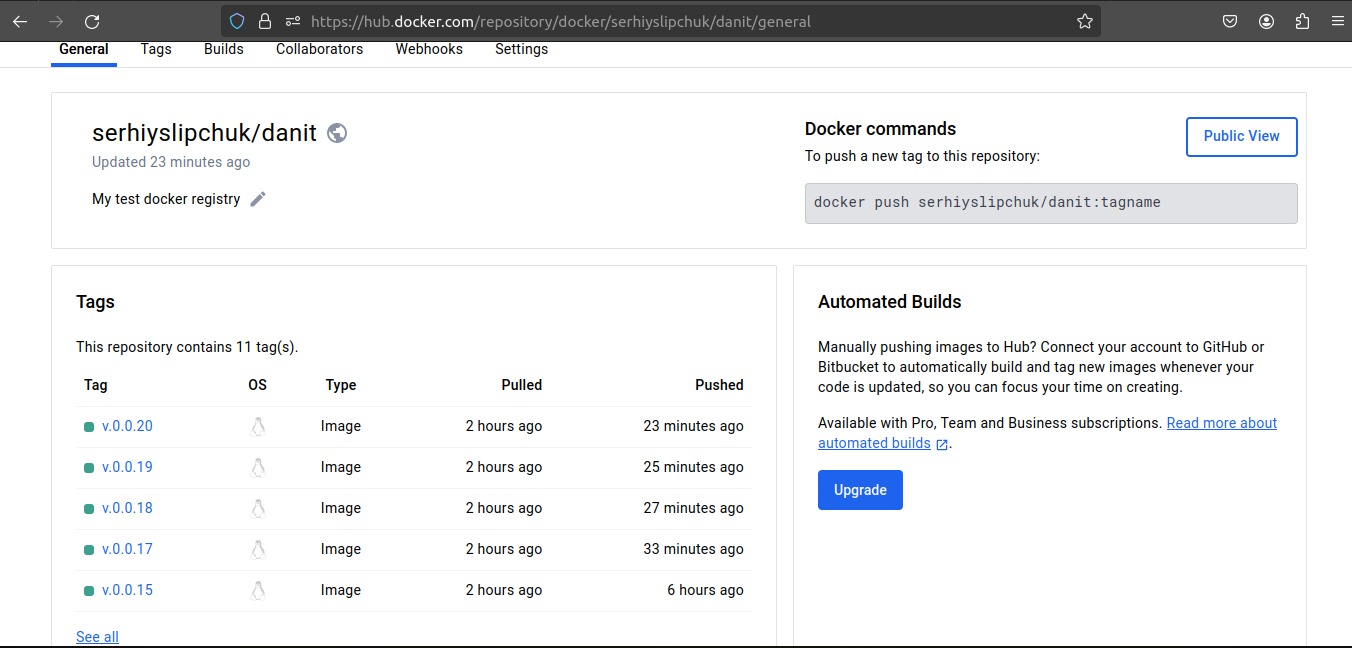 https://hub.docker.com/repository/docker/serhiyslipchuk/danit/general
General Tags Builds Collaborators Webhooks Settings
serhiyslipchuk/danit
Updated 23 minutes ago
My test docker registry
Docker commands
To push a new tag to this repository:
Public View
docker push serhiyslipchuk/danit:tagname
Tags
This repository contains 11 tag(s).
Tag OS Type Pulled Pushed
v.0.0.20 Image 2 hours ago 23 minutes ago
v.0.0.19 Image 2 hours ago 25 minutes ago
v.0.0.18 Image 2 hours ago 27 minutes ago
v.0.0.17 Image 2 hours ago 33 minutes ago
v.0.0.15 Image 2 hours ago 6 hours ago
See all
Automated Builds
Manually pushing images to Hub? Connect your account to GitHub or
Bitbucket to automatically build and tag new images whenever your
code is updated, so you can focus your time on creating.
Available with Pro, Team and Business subscriptions. Read more about
automated builds.
Upgrade